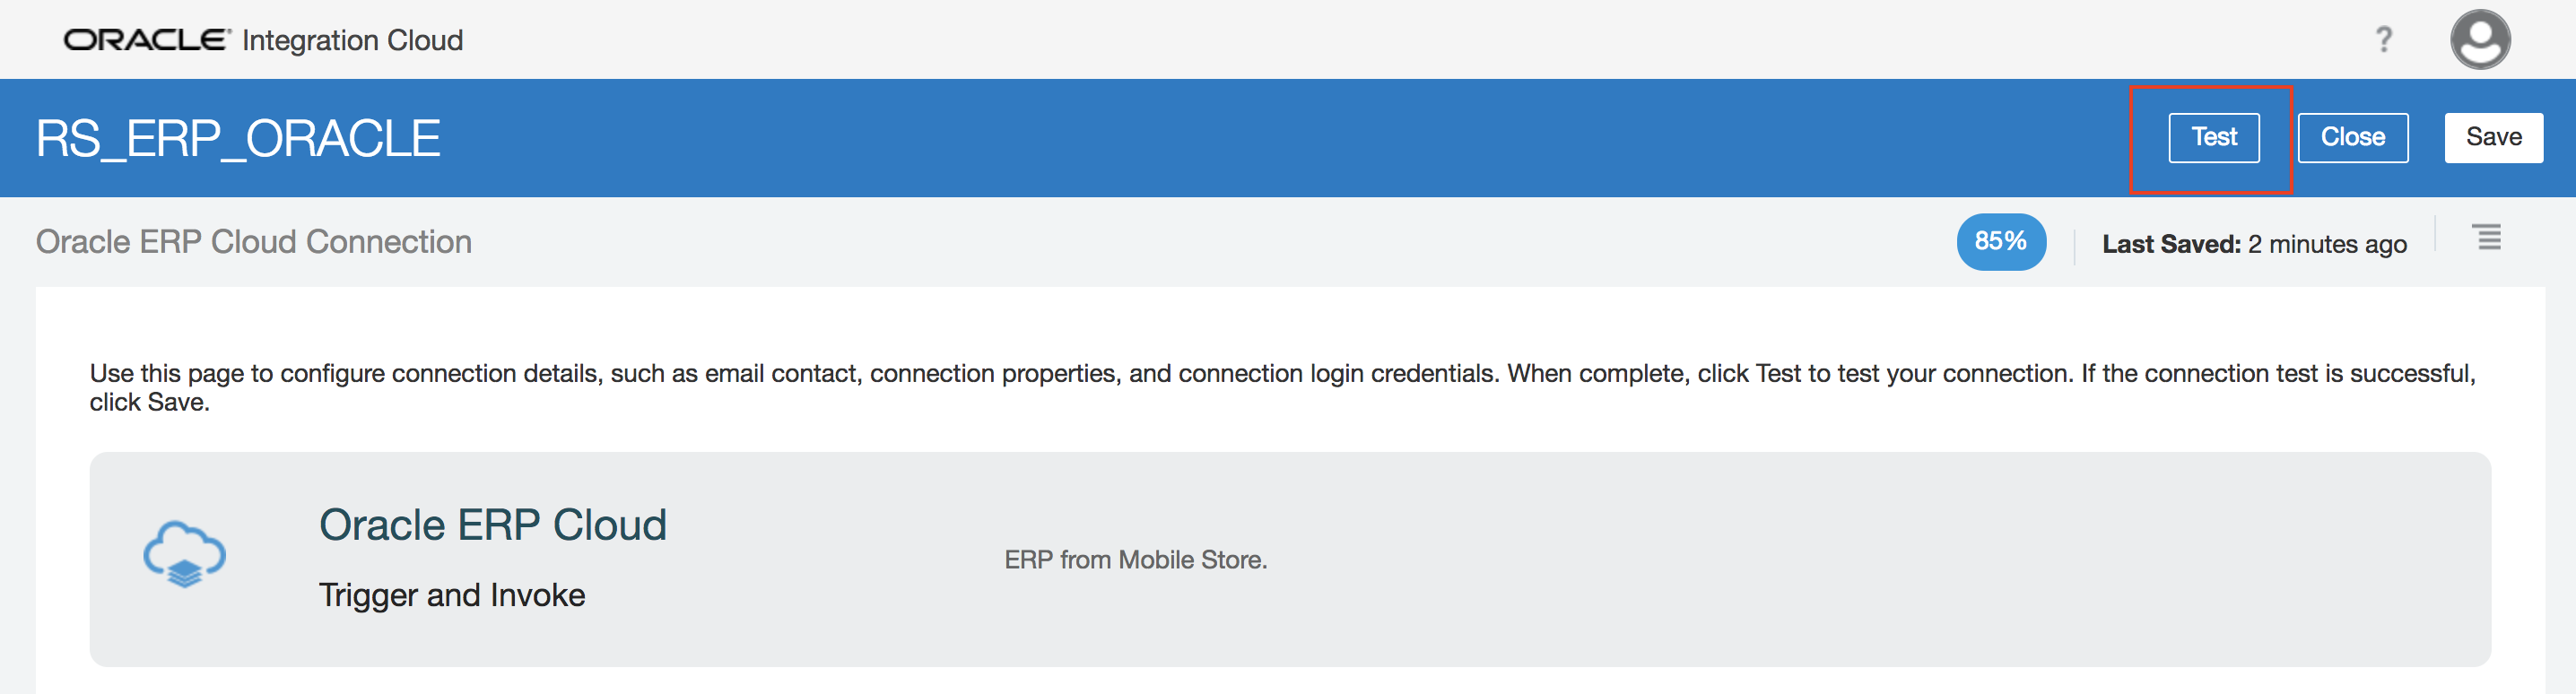 ORACLE® Integration Cloud
?
RS_ERP_ORACLE
Test
Close
Save
Oracle ERP Cloud Connection
85%
Last Saved: 2 minutes ago
Use this page to configure connection details, such as email contact, connection properties, and connection login credentials. When complete, click Test to test your connection. If the connection test is successful,
click Save.
Oracle ERP Cloud
Trigger and Invoke
ERP from Mobile Store.